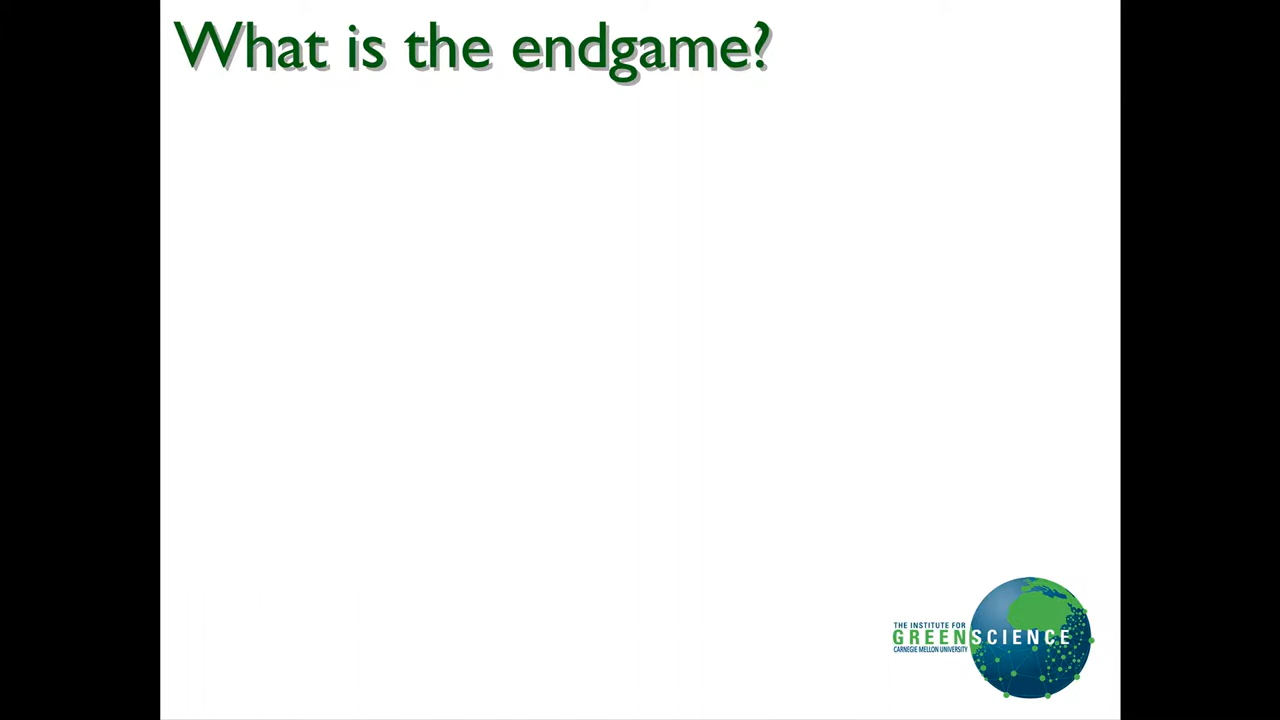 What is the endgame?
THE INSTITUTE FOR
GREENSCIENCE
CARNEGIE MELLON UNIVERSITY